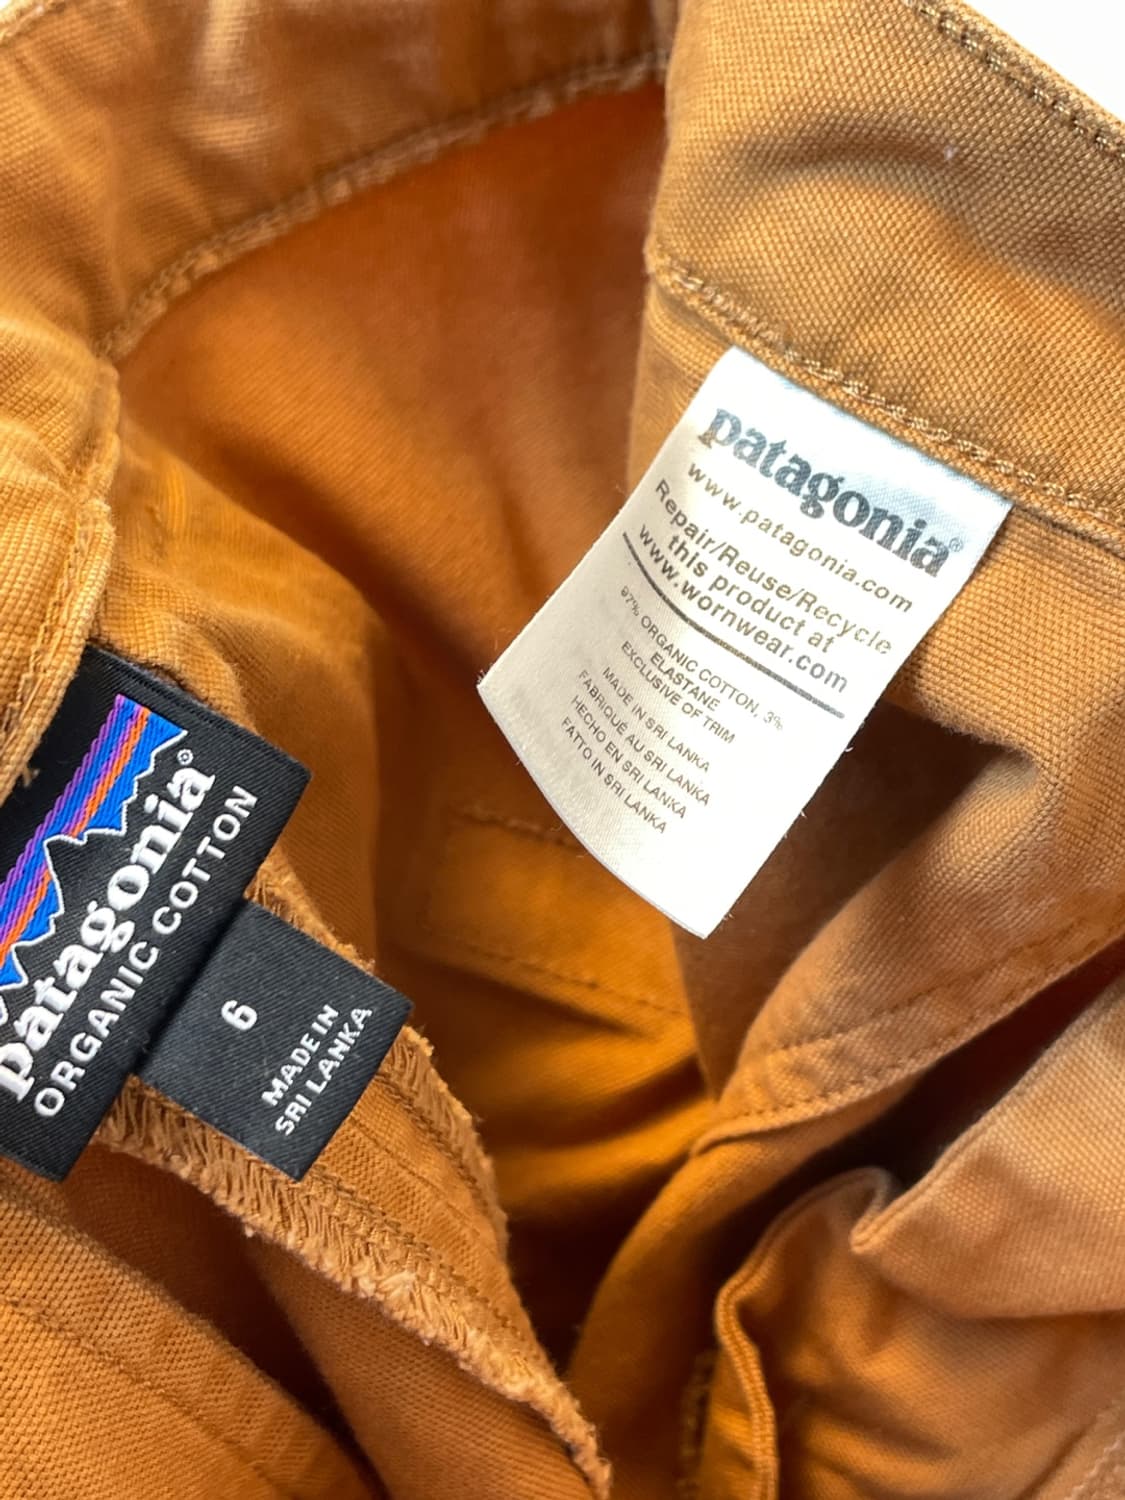 patagonia®
www.patagonia.com
Repair/Reuse/Recycle
this product at
www.wornwear.com
97% ORGANIC COTTON, 3%
ELASTANE
EXCLUSIVE OF TRIM
MADE IN SRI LANKA
FABRIQUÉ AU SRI LANKA
HECHO EN SRI LANKA
FATTO IN SRI LANKA
patagonia®
ORGANIC COTTON
6
MADE IN
SRI LANKA